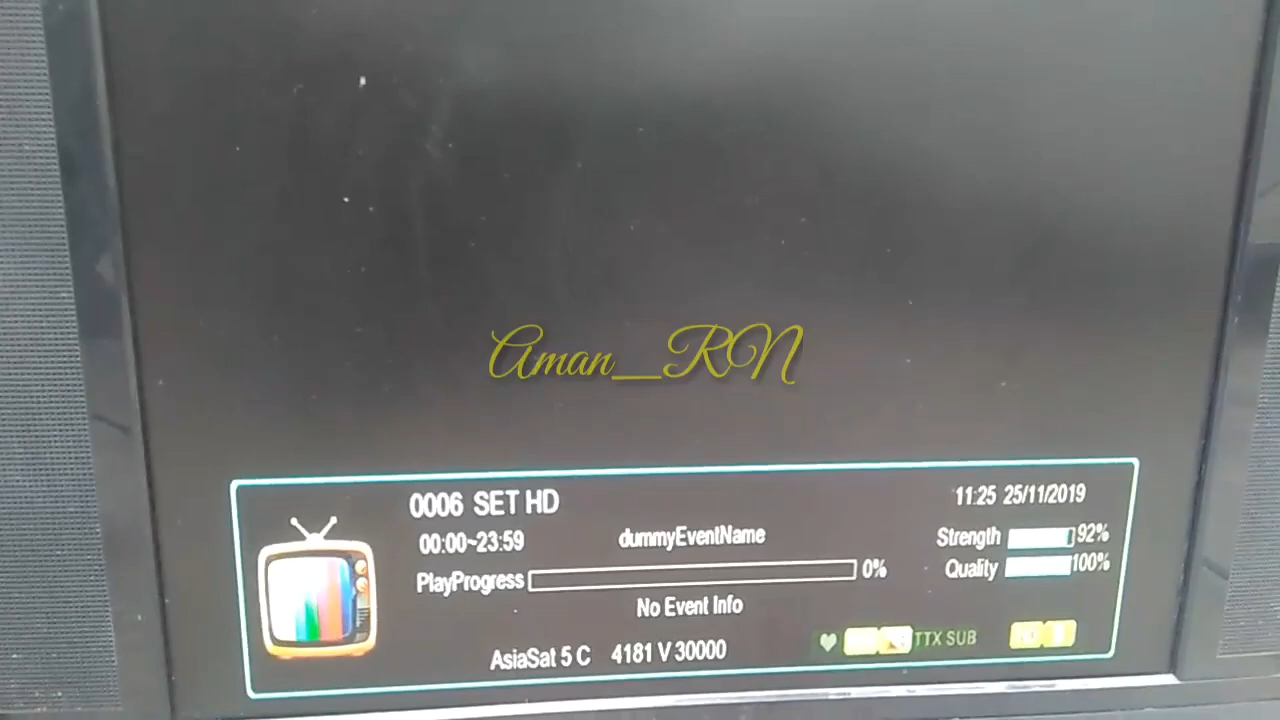 Aman__RN
0006 SET HD
11:25 25/11/2019
00:00~23:59
dummyEventName
Strength 92%
PlayProgress 0%
Quality 100%
No Event Info
AsiaSat 5 C 4181 V 30000
TTX SUB